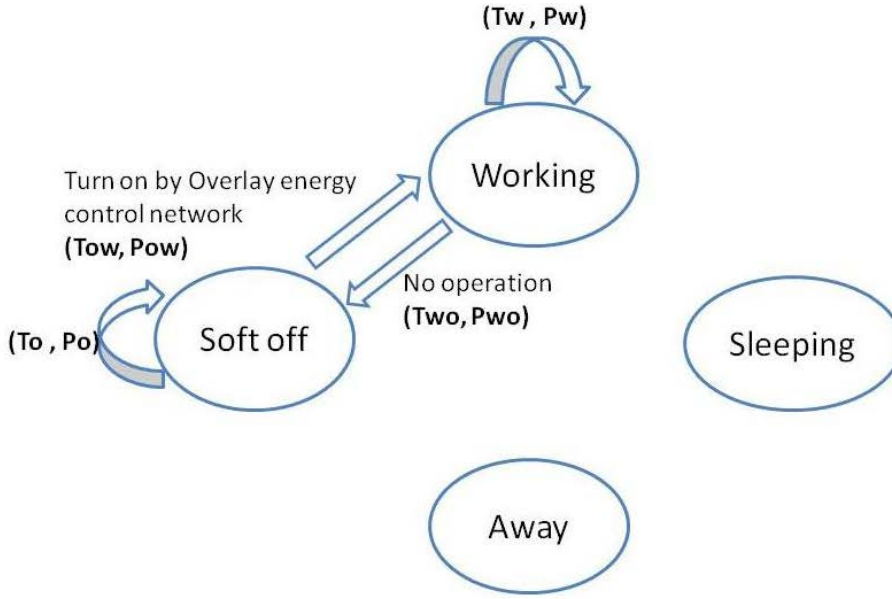 (Tw , Pw)
Working
Turn on by Overlay energy
control network
(Tow, Pow)
No operation
(Two, Pwo)
(To , Po)
Soft off
Sleeping
Away